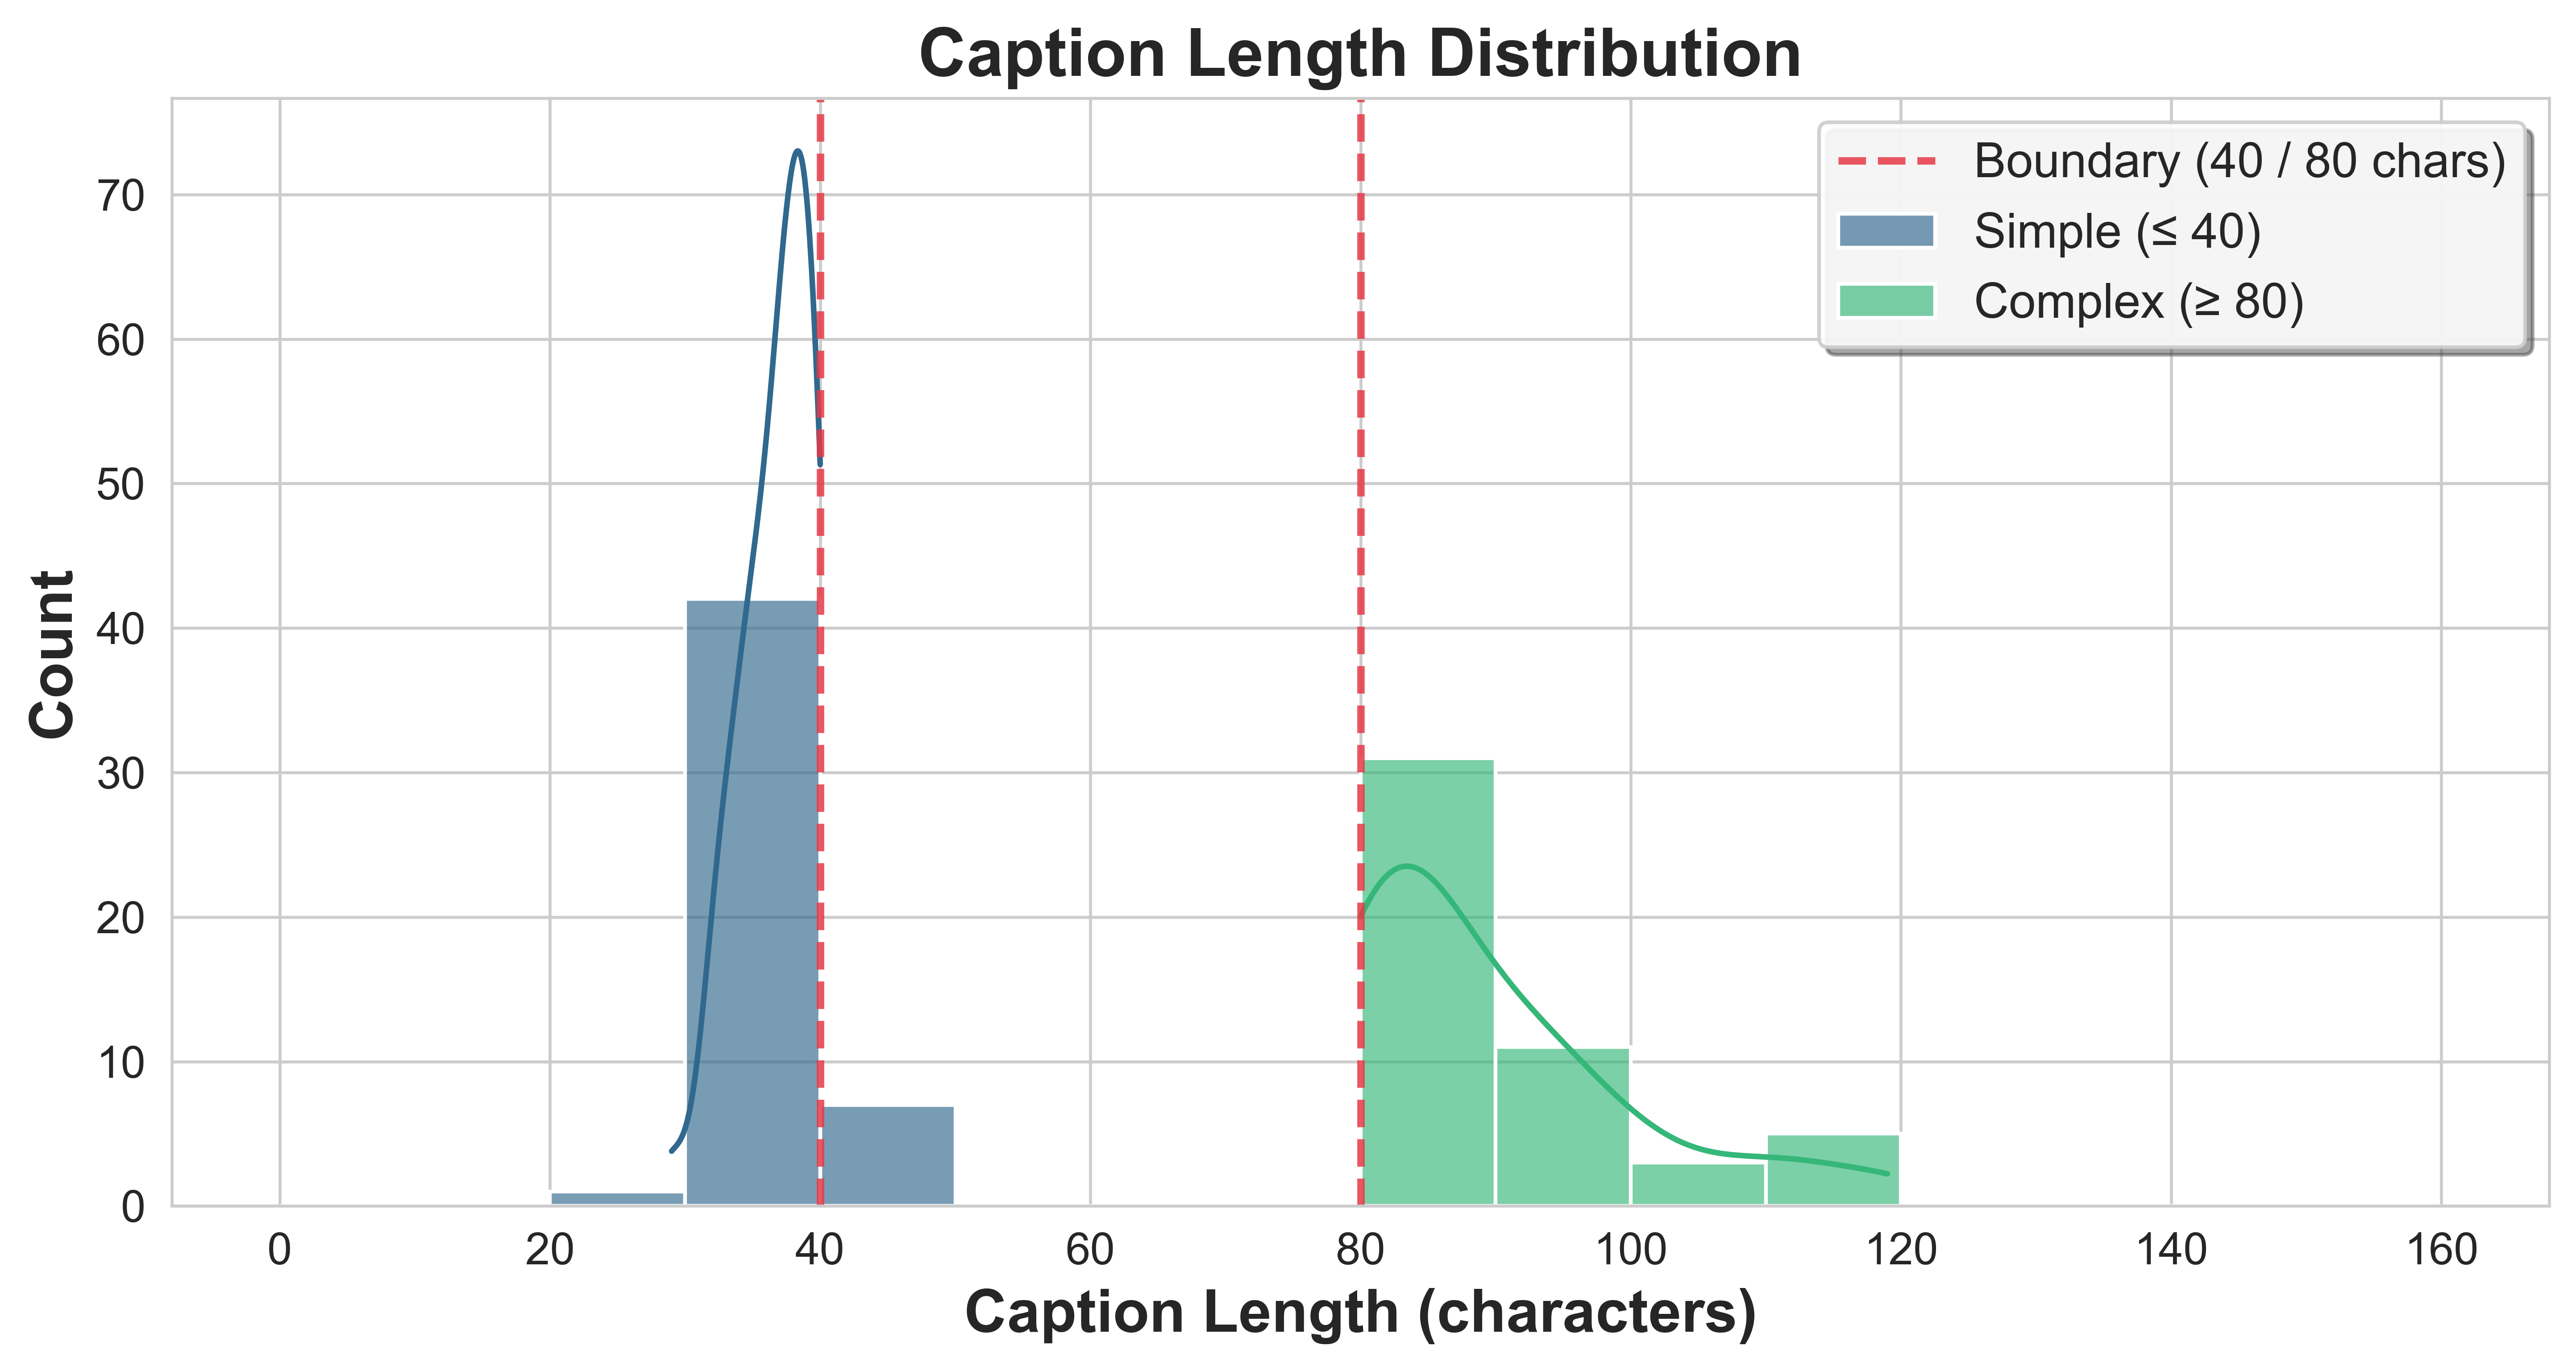 Caption Length Distribution
Boundary (40 / 80 chars)
Simple (≤ 40)
Complex (≥ 80)
Count
70
60
50
40
30
20
10
0
0 20 40 60 80 100 120 140 160
Caption Length (characters)